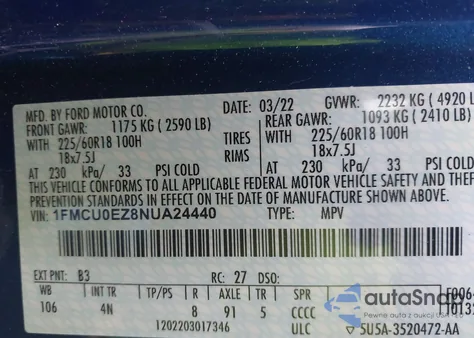 MFD. BY FORD MOTOR CO. DATE: 03/22 GVWR: 2232 KG ( 4920 LB
FRONT GAWR: 1175 KG ( 2590 LB) REAR GAWR: 1093 KG ( 2410 LB)
WITH 225/60R18 100H TIRES WITH 225/60R18 100H
18x7.5J RIMS 18x7.5J
AT 230 kPa/ 33 PSI COLD AT 230 kPa/ 33 PSI COLD
THIS VEHICLE CONFORMS TO ALL APPLICABLE FEDERAL MOTOR VEHICLE SAFETY AND THEFT
PREVENTION STANDARDS IN EFFECT ON THE DATE OF MANUFACTURE SHOWN ABOVE.
VIN: 1FMCU0EZ8NUA24440 TYPE: MPV
EXT PNT: B3 RC: 27 DSO: F006
WB INT TR TP/PS R AXLE TR SPR
106 4N 8 91 5 CCCC
1202203017346 ULC 5U5A-3520472-AA
autoSnap